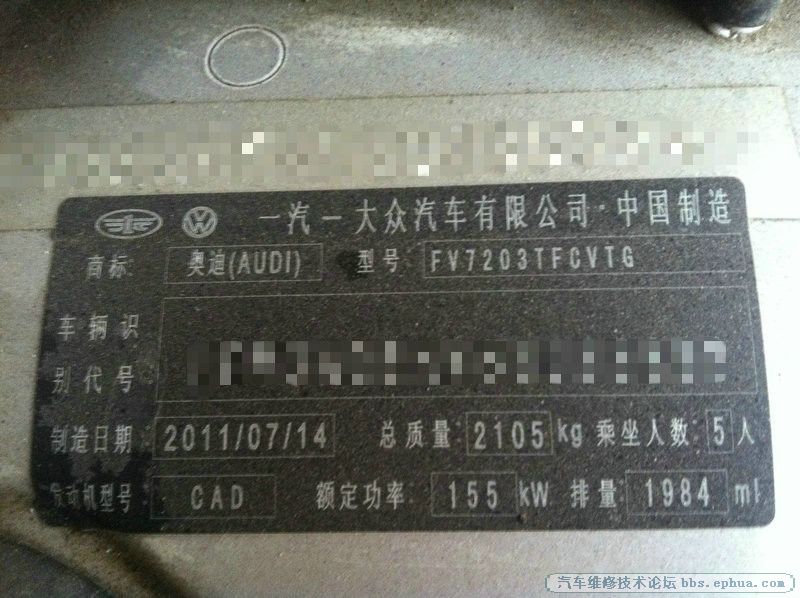 一汽一大众汽车有限公司·中国制造
商标: 奥迪(AUDI) 型号: FV7203TFCVTG
车辆识
别代号
制造日期: 2011/07/14 总质量: 2105 kg 乘坐人数: 5 人
发动机型号: CAD 额定功率: 155 kW 排量: 1984 ml
汽车维修技术论坛 bbs.ephua.com